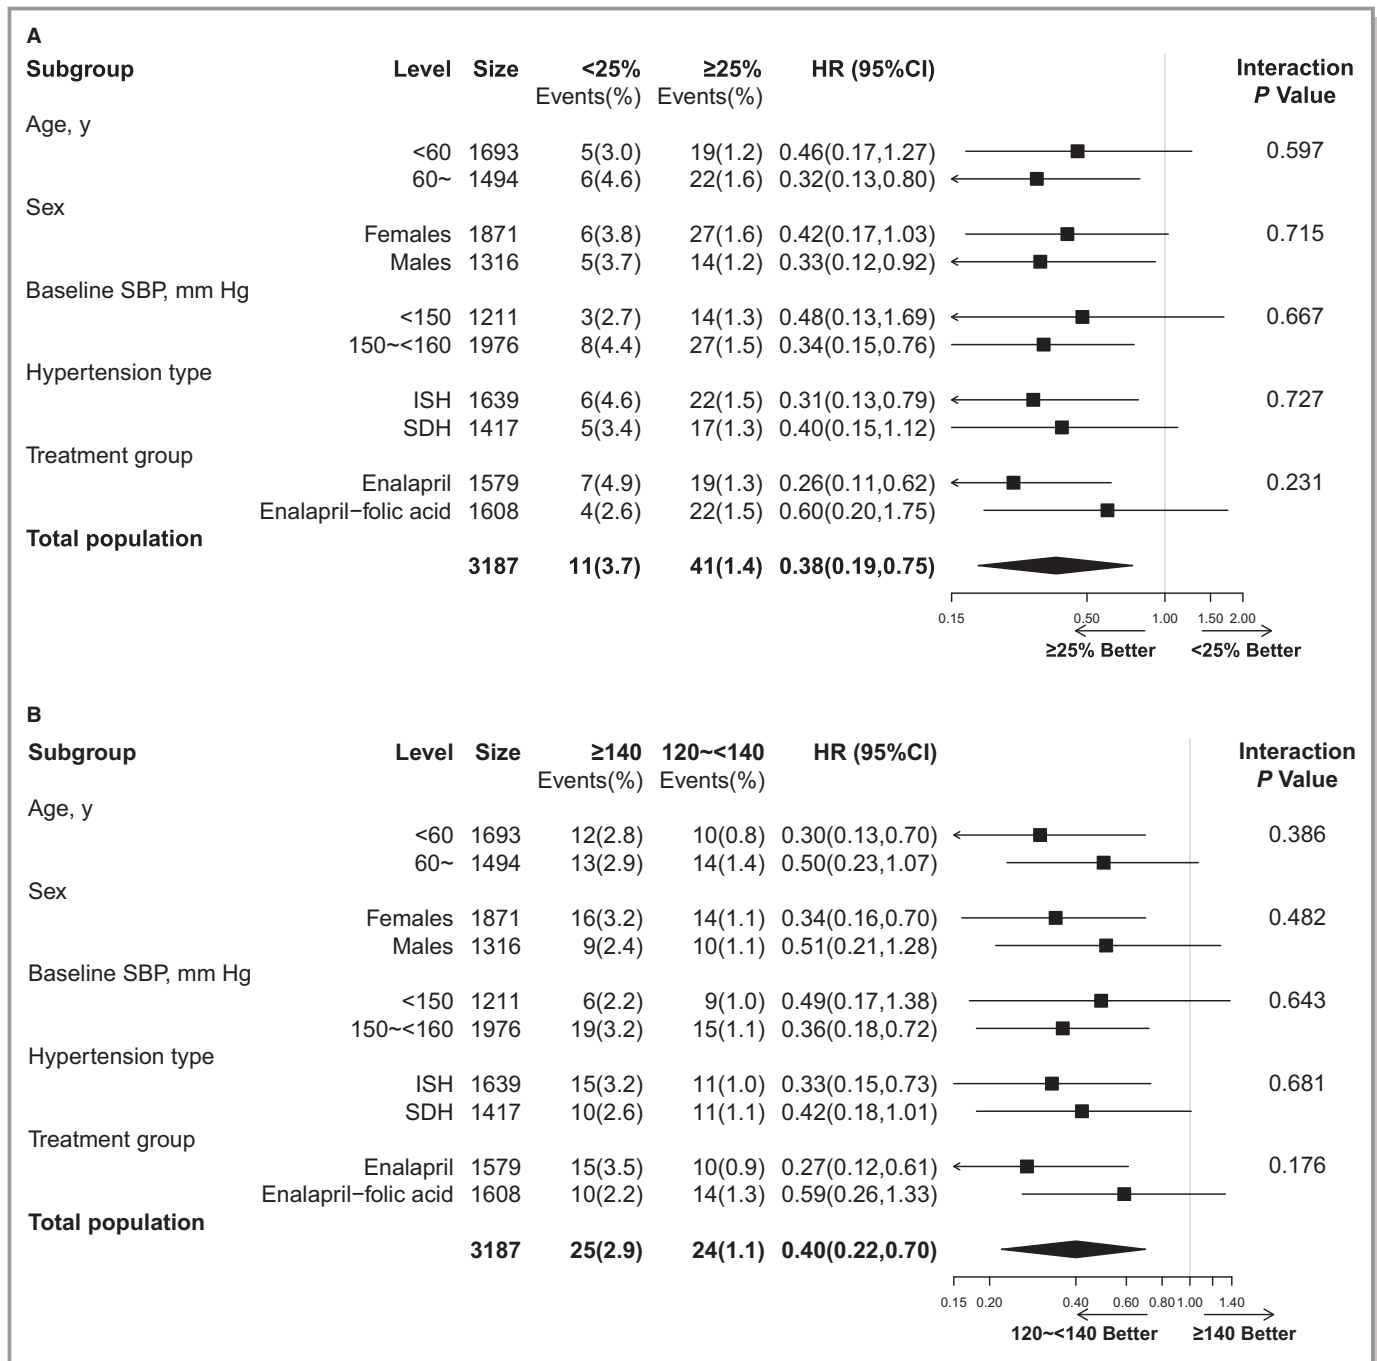 A
Subgroup Level Size <25% ≥25% HR (95%CI) Interaction
Events(%) Events(%) P Value
Age, y
<60 1693 5(3.0) 19(1.2) 0.46(0.17,1.27) 0.597
60~ 1494 6(4.6) 22(1.6) 0.32(0.13,0.80)
Sex
Females 1871 6(3.8) 27(1.6) 0.42(0.17,1.03) 0.715
Males 1316 5(3.7) 14(1.2) 0.33(0.12,0.92)
Baseline SBP, mm Hg
<150 1211 3(2.7) 14(1.3) 0.48(0.13,1.69) 0.667
150~<160 1976 8(4.4) 27(1.5) 0.34(0.15,0.76)
Hypertension type
ISH 1639 6(4.6) 22(1.5) 0.31(0.13,0.79) 0.727
SDH 1417 5(3.4) 17(1.3) 0.40(0.15,1.12)
Treatment group
Enalapril 1579 7(4.9) 19(1.3) 0.26(0.11,0.62) 0.231
Enalapril−folic acid 1608 4(2.6) 22(1.5) 0.60(0.20,1.75)
Total population
3187 11(3.7) 41(1.4) 0.38(0.19,0.75)
0.15 0.50 1.00 1.50 2.00
≥25% Better <25% Better
B
Subgroup Level Size ≥140 120~<140 HR (95%CI) Interaction
Events(%) Events(%) P Value
Age, y
<60 1693 12(2.8) 10(0.8) 0.30(0.13,0.70) 0.386
60~ 1494 13(2.9) 14(1.4) 0.50(0.23,1.07)
Sex
Females 1871 16(3.2) 14(1.1) 0.34(0.16,0.70) 0.482
Males 1316 9(2.4) 10(1.1) 0.51(0.21,1.28)
Baseline SBP, mm Hg
<150 1211 6(2.2) 9(1.0) 0.49(0.17,1.38) 0.643
150~<160 1976 19(3.2) 15(1.1) 0.36(0.18,0.72)
Hypertension type
ISH 1639 15(3.2) 11(1.0) 0.33(0.15,0.73) 0.681
SDH 1417 10(2.6) 11(1.1) 0.42(0.18,1.01)
Treatment group
Enalapril 1579 15(3.5) 10(0.9) 0.27(0.12,0.61) 0.176
Enalapril−folic acid 1608 10(2.2) 14(1.3) 0.59(0.26,1.33)
Total population
3187 25(2.9) 24(1.1) 0.40(0.22,0.70)
0.15 0.20 0.40 0.60 0.80 1.00 1.40
120~<140 Better ≥140 Better